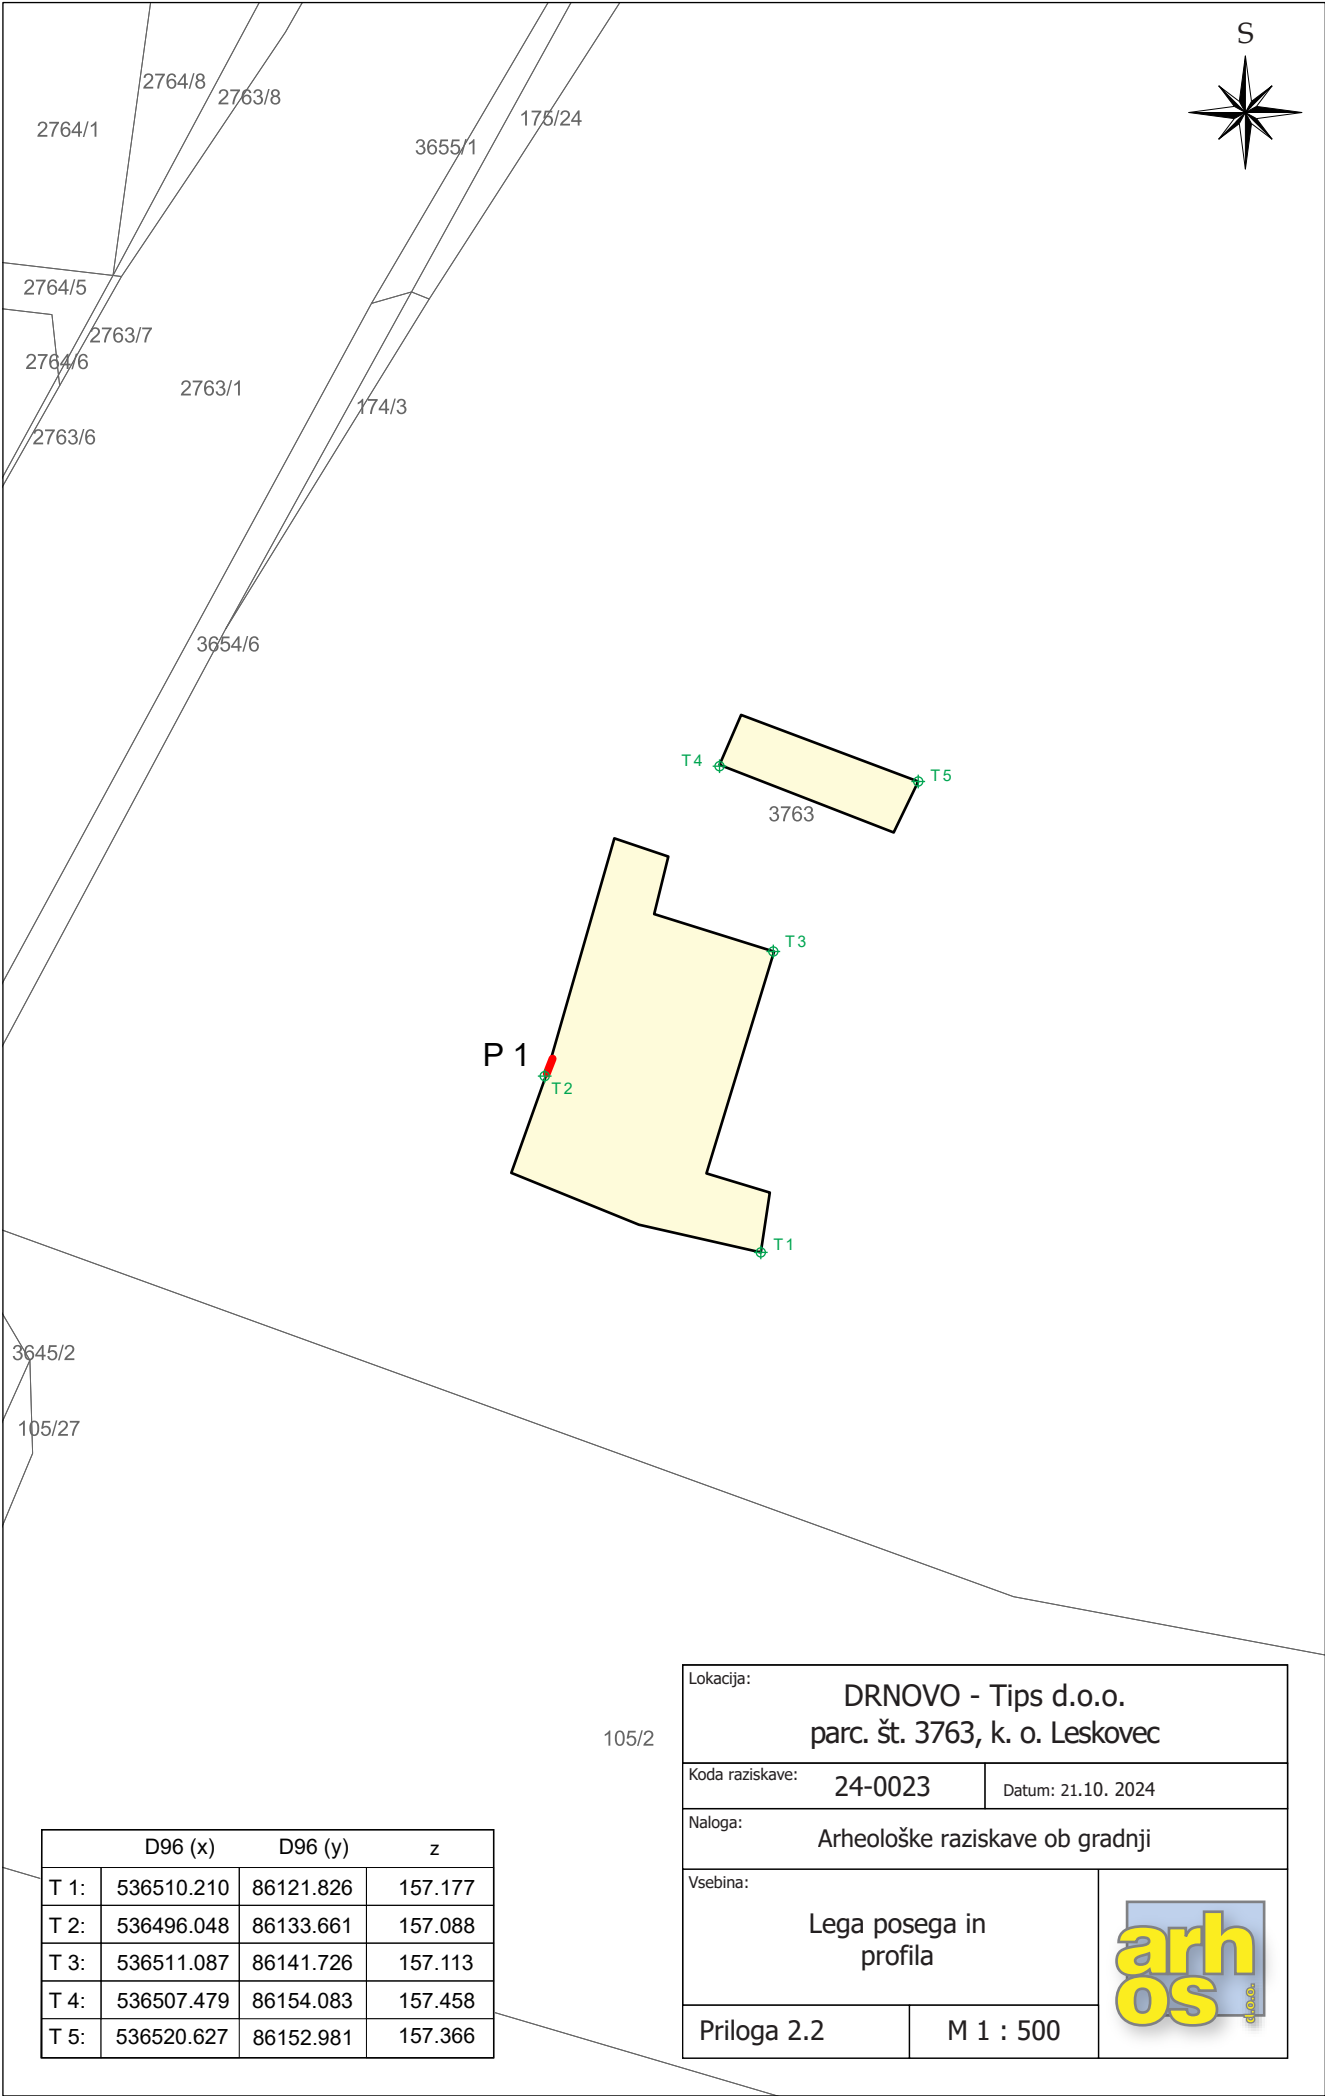 S
2764/8
2763/8
175/24
2764/1
3655/1
2764/5
2763/7
2764/6
2763/1
174/3
2763/6
3654/6
T4
T5
3763
T3
P 1
T2
T1
3645/2
105/27
105/2
Lokacija:
DRNOVO - Tips d.o.o.
parc. št. 3763, k. o. Leskovec
Koda raziskave:
24-0023
Datum: 21.10. 2024
Naloga:
Arheološke raziskave ob gradnji
Vsebina:
Lega posega in
profila
Priloga 2.2
M 1 : 500
arh
os
d.o.o.
D96 (x) D96 (y) z
T 1: 536510.210 86121.826 157.177
T 2: 536496.048 86133.661 157.088
T 3: 536511.087 86141.726 157.113
T 4: 536507.479 86154.083 157.458
T 5: 536520.627 86152.981 157.366